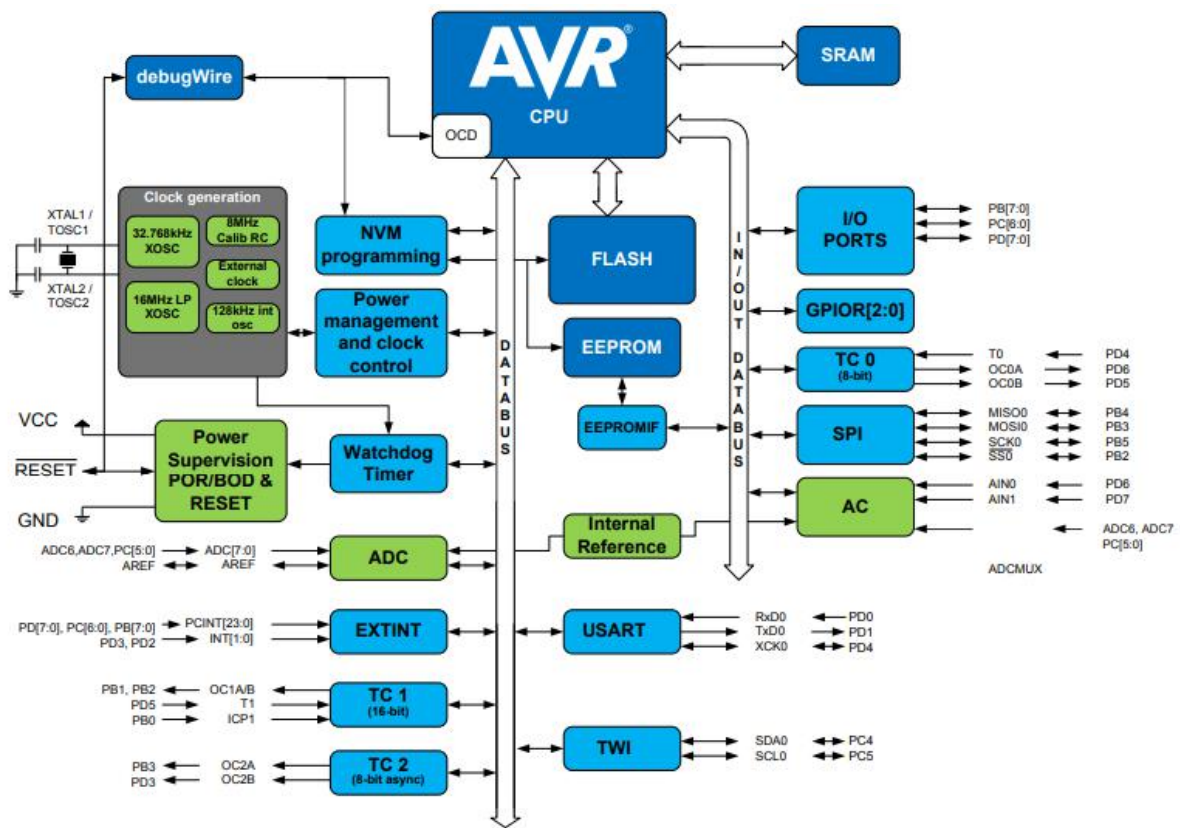 AVR®
CPU
OCD
SRAM
debugWire
Clock generation
XTAL1 /
TOSC1
32.768kHz
XOSC
8MHz
Calib RC
External
clock
XTAL2 /
TOSC2
16MHz LP
XOSC
128kHz int
osc
NVM
programming
Power
management
and clock
control
FLASH
EEPROM
EEPROMIF
DATABUS
IN/OUT DATABUS
I/O
PORTS
PB[7:0]
PC[6:0]
PD[7:0]
GPIOR[2:0]
TC 0
(8-bit)
T0 PD4
OC0A PD6
OC0B PD5
SPI
MISO0 PB4
MOSI0 PB3
SCK0 PB5
SS0 PB2
AC
AIN0 PD6
AIN1 PD7
ADC6, ADC7
PC[5:0]
ADCMUX
VCC
RESET
GND
Power
Supervision
POR/BOD &
RESET
Watchdog
Timer
Internal
Reference
ADC6,ADC7,PC[5:0] ADC[7:0]
AREF AREF
ADC
PD[7:0], PC[6:0], PB[7:0] PCINT[23:0]
PD3, PD2 INT[1:0]
EXTINT
USART
RxD0 PD0
TxD0 PD1
XCK0 PD4
PB1, PB2 OC1A/B
PD5 T1
PB0 ICP1
TC 1
(16-bit)
TWI
SDA0 PC4
SCL0 PC5
PB3 OC2A
PD3 OC2B
TC 2
(8-bit async)